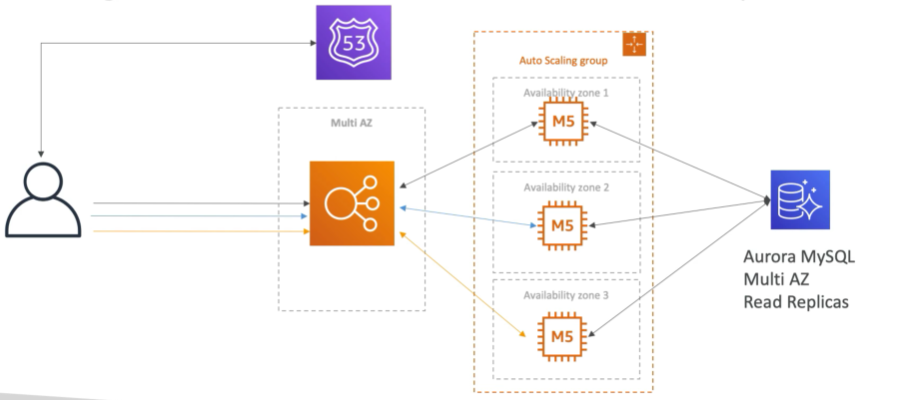 53
Auto Scaling group
Availability zone 1
M5
Multi AZ
Availability zone 2
M5
Availability zone 3
M5
Aurora MySQL
Multi AZ
Read Replicas